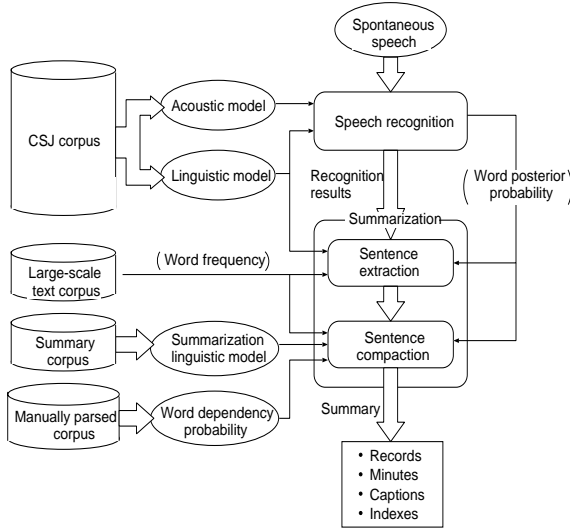 Spontaneous
speech
CSJ corpus
Acoustic model
Linguistic model
Speech recognition
Recognition
results
(Word posterior
probability)
Summarization
Large-scale
text corpus
(Word frequency)
Sentence
extraction
Summary
corpus
Summarization
linguistic model
Sentence
compaction
Manually parsed
corpus
Word dependency
probability
Summary
• Records
• Minutes
• Captions
• Indexes